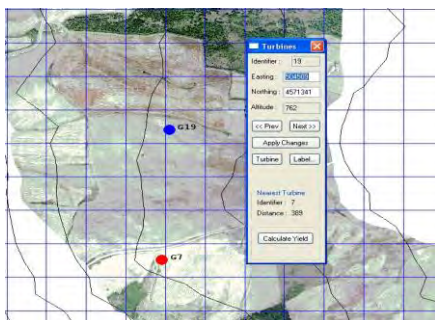 Turbines
Identifier : 19
Easting :
Northing : 4571341
Altitude : 762
<< Prev Next >>
Apply Changes
Turbine Label...
Nearest Turbine
Identifier : 7
Distance : 389
Calculate Yield
G19
G7